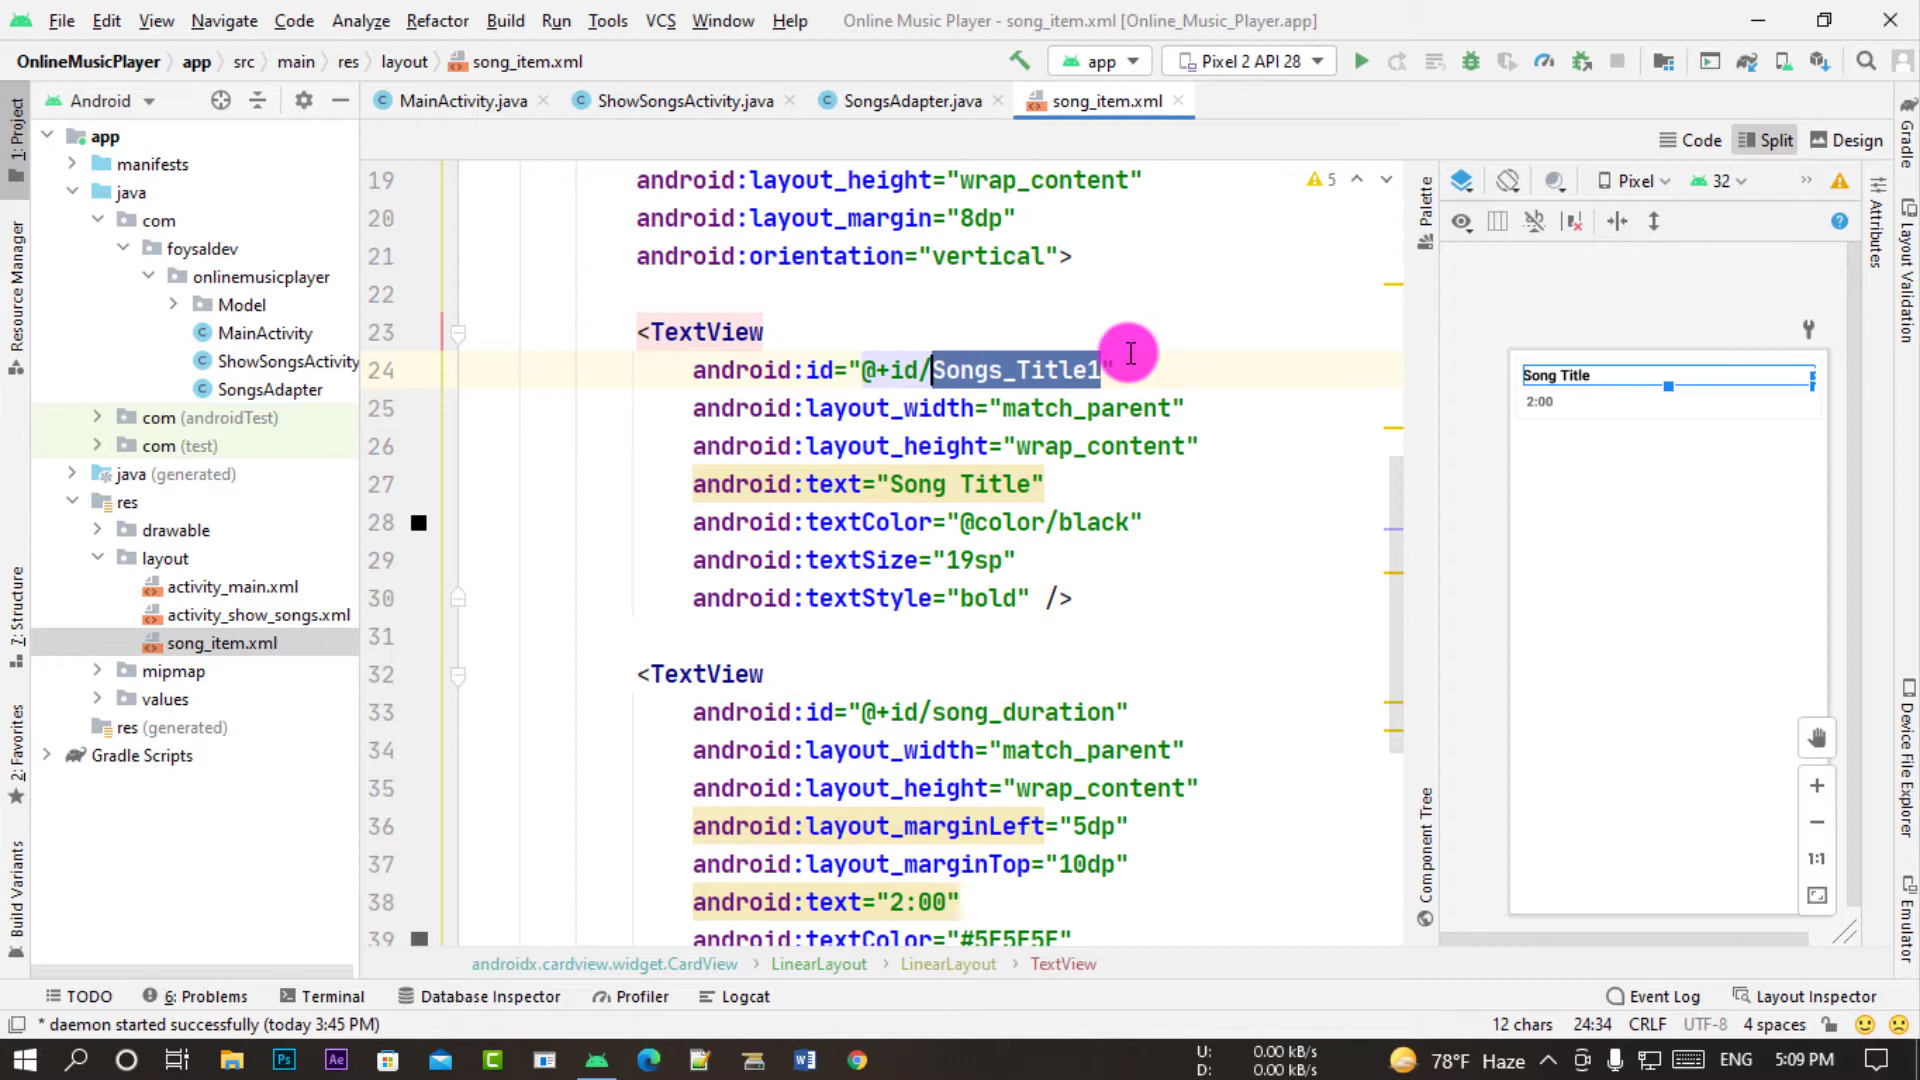 File Edit View Navigate Code Analyze Refactor Build Run Tools VCS Window Help Online Music Player - song_item.xml [Online_Music_Player.app]
OnlineMusicPlayer app src main res layout song_item.xml app Pixel 2 API 28
Android MainActivity.java ShowSongsActivity.java SongsAdapter.java song_item.xml
Code Split Design
1: Project
Resource Manager
7: Structure
2: Favorites
Build Variants
app
manifests
java
com
foysaldev
onlinemusicplayer
Model
MainActivity
ShowSongsActivity
SongsAdapter
com (androidTest)
com (test)
java (generated)
res
drawable
layout
activity_main.xml
activity_show_songs.xml
song_item.xml
mipmap
values
res (generated)
Gradle Scripts
19 android:layout_height="wrap_content"
5
20 android:layout_margin="8dp"
21 android:orientation="vertical">
22
23 <TextView
24 android:id="@+id/Songs_Title1"
25 android:layout_width="match_parent"
26 android:layout_height="wrap_content"
27 android:text="Song Title"
28 android:textColor="@color/black"
29 android:textSize="19sp"
30 android:textStyle="bold" />
31
32 <TextView
33 android:id="@+id/song_duration"
34 android:layout_width="match_parent"
35 android:layout_height="wrap_content"
36 android:layout_marginLeft="5dp"
37 android:layout_marginTop="10dp"
38 android:text="2:00"
39 android:textColor="#5F5F5F"
androidx.cardview.widget.CardView LinearLayout LinearLayout TextView
Palette
Component Tree
Pixel 32
Song Title
2:00
1:1
Attributes
Gradle
Layout Validation
Device File Explorer
Emulator
TODO 6: Problems Terminal Database Inspector Profiler Logcat Event Log Layout Inspector
* daemon started successfully (today 3:45 PM) 12 chars 24:34 CRLF UTF-8 4 spaces
Ps Ae C W
U: 0.00 kB/s
D: 0.00 kB/s
78°F Haze ENG 5:09 PM